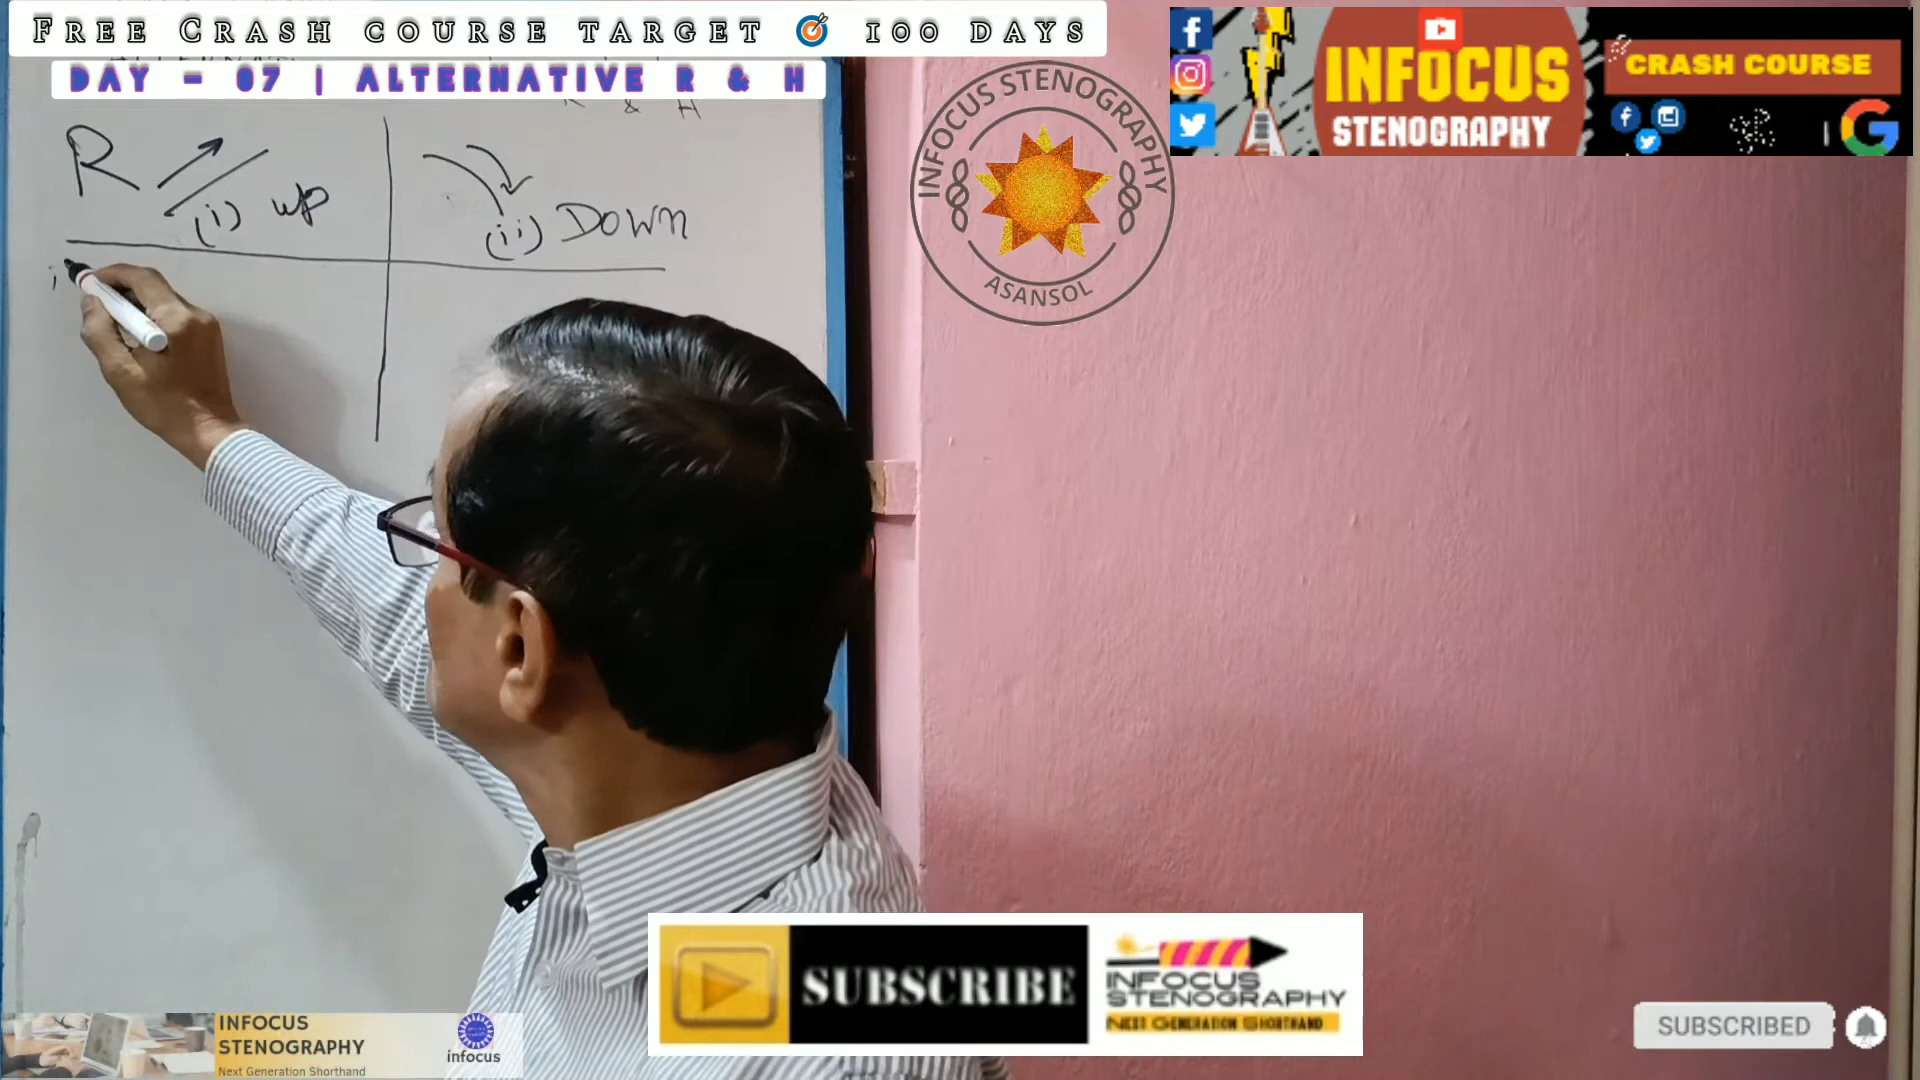 FREE CRASH COURSE TARGET 100 DAYS
DAY - 07 | ALTERNATIVE R & H
R & H
R
(i) up
(ii) Down
i
INFOCUS STENOGRAPHY
ASANSOL
INFOCUS
STENOGRAPHY
CRASH COURSE
SUBSCRIBE
INFOCUS
STENOGRAPHY
NEXT GENERATION SHORTHAND
INFOCUS
STENOGRAPHY
Next Generation Shorthand
infocus
SUBSCRIBED